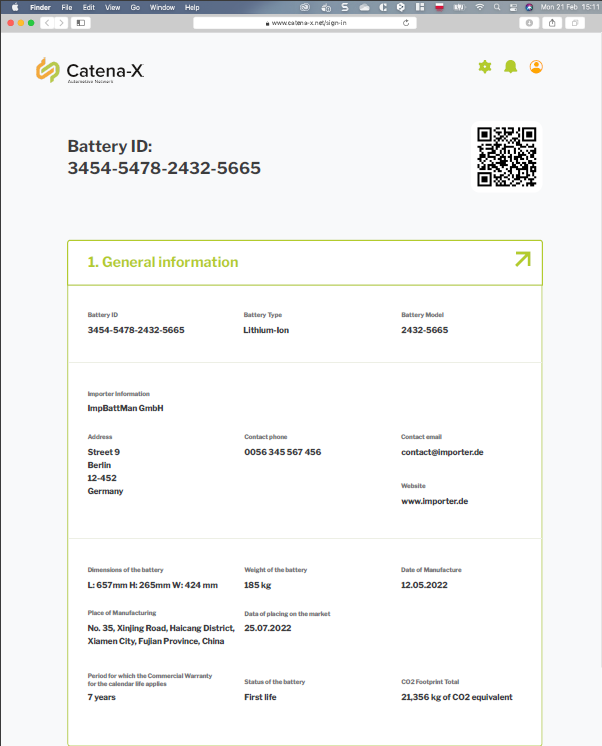 Finder File Edit View Go Window Help Mon 21 Feb 15:11
www.catena-x.net/sign-in
Catena-X
Automotive Network
Battery ID:
3454-5478-2432-5665
1. General information
Battery ID Battery Type Battery Model
3454-5478-2432-5665 Lithium-Ion 2432-5665
Importer Information
ImpBattMan GmbH
Address Contact phone Contact email
Street 9 0056 345 567 456 contact@importer.de
Berlin
12-452
Germany
Website
www.importer.de
Dimensions of the battery Weight of the battery Date of Manufacture
L: 657mm H: 265mm W: 424 mm 185 kg 12.05.2022
Place of Manufacturing Data of placing on the market
No. 35, Xinjing Road, Haicang District, 25.07.2022
Xiamen City, Fujian Province, China
Period for which the Commercial Warranty
for the calendar life applies Status of the battery CO2 Footprint Total
7 years First life 21,356 kg of CO2 equivalent